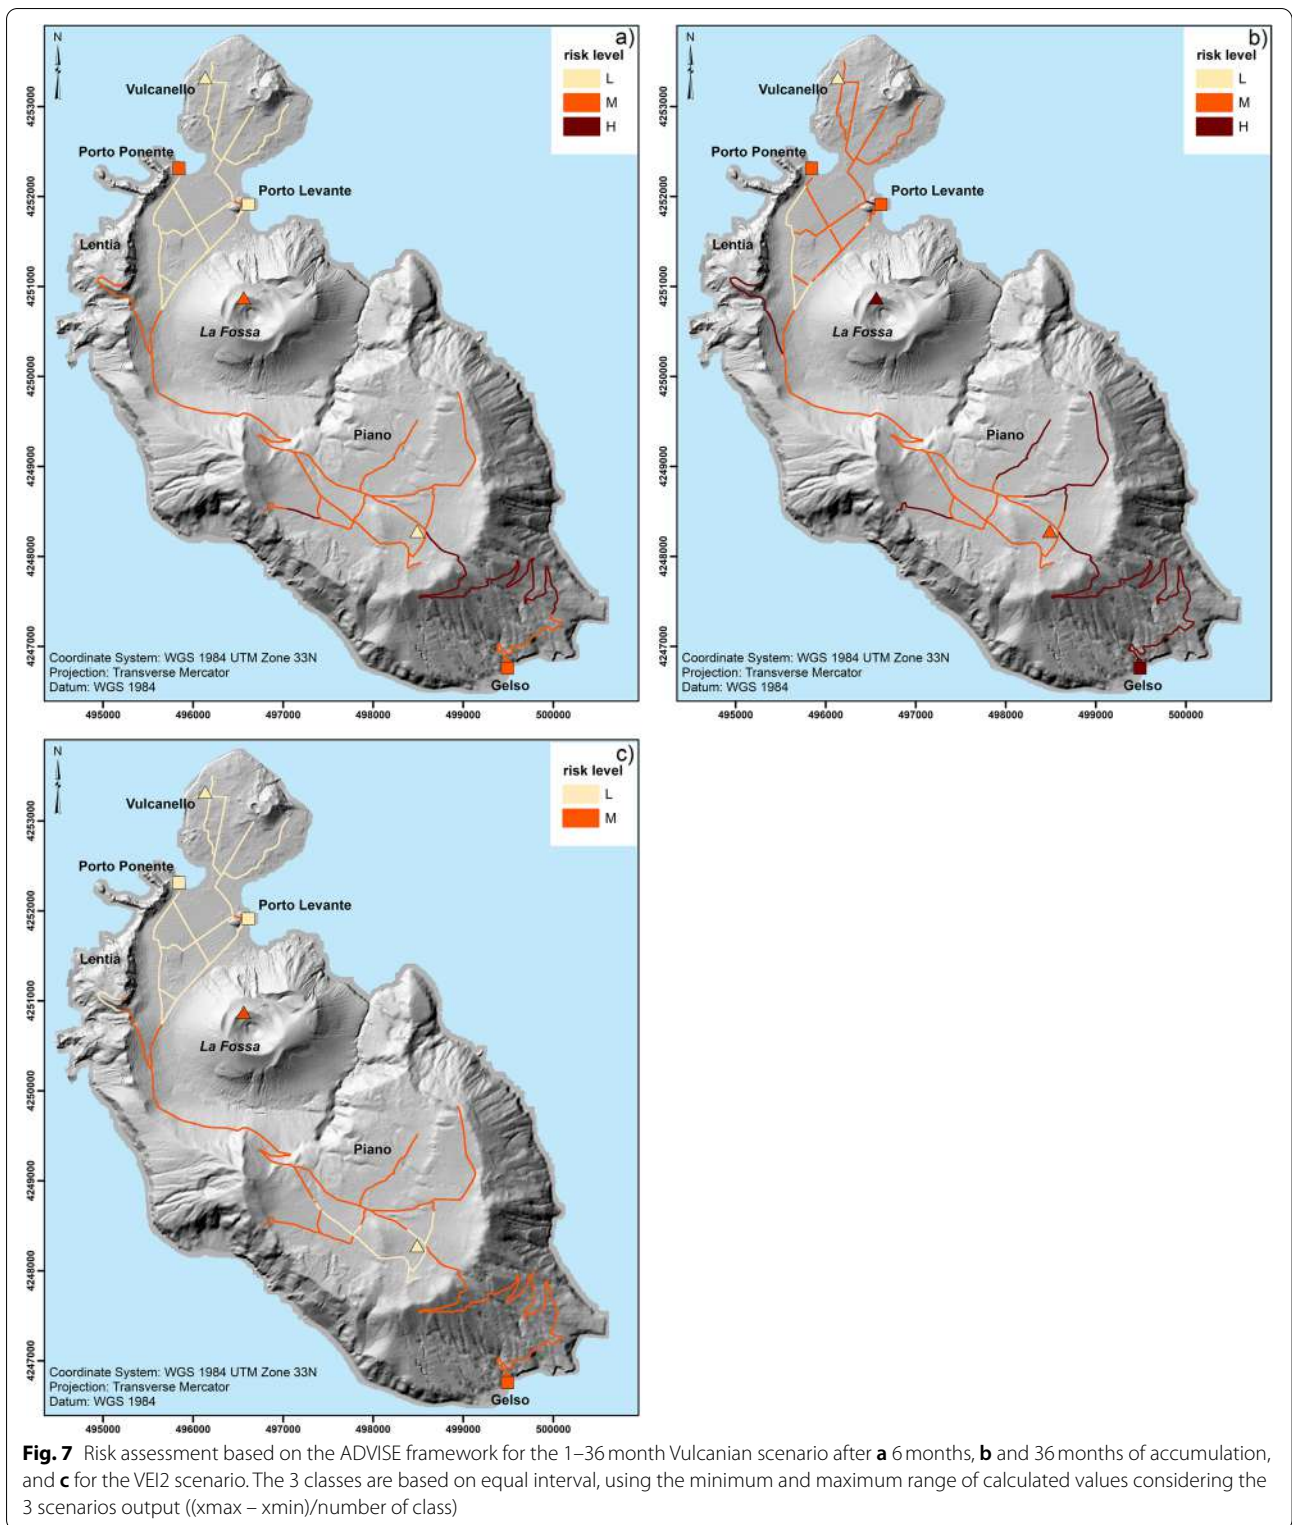 a)
N
risk level
L
M
H
Vulcanello
Porto Ponente
Porto Levante
Lentia
La Fossa
Piano
Gelso
4253000
4252000
4251000
4250000
4249000
4248000
4247000
Coordinate System: WGS 1984 UTM Zone 33N
Projection: Transverse Mercator
Datum: WGS 1984
495000 496000 497000 498000 499000 500000
b)
N
risk level
L
M
H
Vulcanello
Porto Ponente
Porto Levante
Lentia
La Fossa
Piano
Gelso
4253000
4252000
4251000
4250000
4249000
4248000
4247000
Coordinate System: WGS 1984 UTM Zone 33N
Projection: Transverse Mercator
Datum: WGS 1984
495000 496000 497000 498000 499000 500000
c)
N
risk level
L
M
Vulcanello
Porto Ponente
Porto Levante
Lentia
La Fossa
Piano
Gelso
4253000
4252000
4251000
4250000
4249000
4248000
4247000
Coordinate System: WGS 1984 UTM Zone 33N
Projection: Transverse Mercator
Datum: WGS 1984
495000 496000 497000 498000 499000 500000
Fig. 7 Risk assessment based on the ADVISE framework for the 1–36 month Vulcanian scenario after a 6 months, b and 36 months of accumulation,
and c for the VEI2 scenario. The 3 classes are based on equal interval, using the minimum and maximum range of calculated values considering the
3 scenarios output ((xmax – xmin)/number of class)